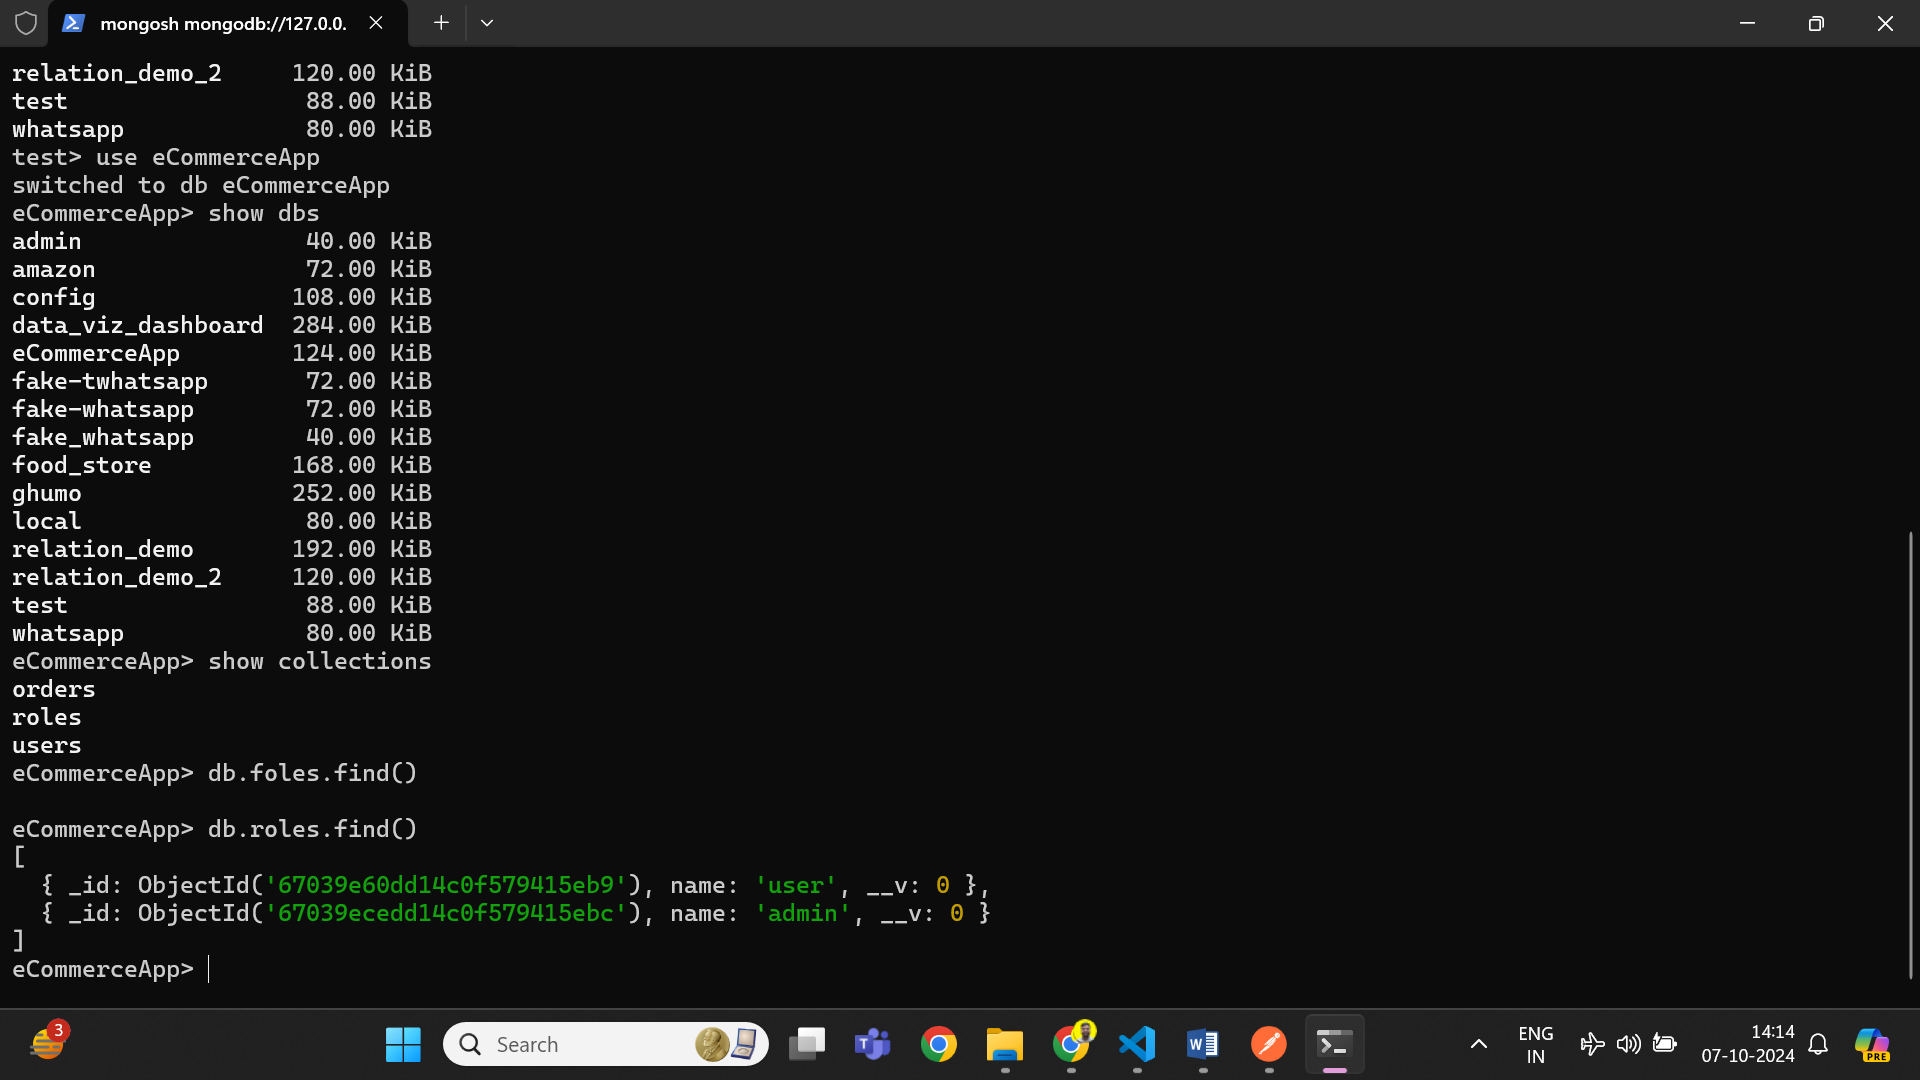 mongosh mongodb://127.0.0.
relation_demo_2     120.00 KiB
test                 88.00 KiB
whatsapp             80.00 KiB
test> use eCommerceApp
switched to db eCommerceApp
eCommerceApp> show dbs
admin                40.00 KiB
amazon               72.00 KiB
config              108.00 KiB
data_viz_dashboard  284.00 KiB
eCommerceApp        124.00 KiB
fake-twhatsapp       72.00 KiB
fake-whatsapp        72.00 KiB
fake_whatsapp        40.00 KiB
food_store          168.00 KiB
ghumo               252.00 KiB
local                80.00 KiB
relation_demo       192.00 KiB
relation_demo_2     120.00 KiB
test                 88.00 KiB
whatsapp             80.00 KiB
eCommerceApp> show collections
orders
roles
users
eCommerceApp> db.foles.find()
eCommerceApp> db.roles.find()
[
  { _id: ObjectId('67039e60dd14c0f579415eb9'), name: 'user', __v: 0 },
  { _id: ObjectId('67039ecedd14c0f579415ebc'), name: 'admin', __v: 0 }
]
eCommerceApp>
3
Search
T
W
ENG
IN
14:14
07-10-2024
PRE